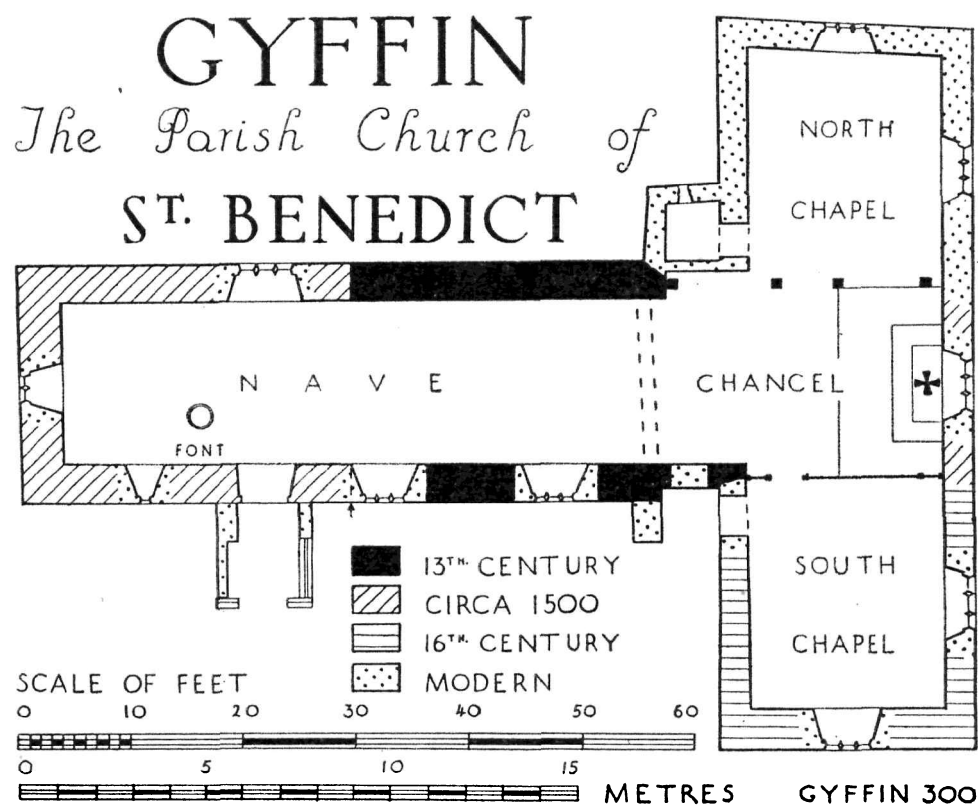 GYFFIN
The Parish Church of
ST. BENEDICT
NORTH
CHAPEL
NAVE
CHANCEL
FONT
13TH. CENTURY
CIRCA 1500
16TH. CENTURY
MODERN
SOUTH
CHAPEL
SCALE OF FEET
0 10 20 30 40 50 60
0 5 10 15
METRES
GYFFIN 300